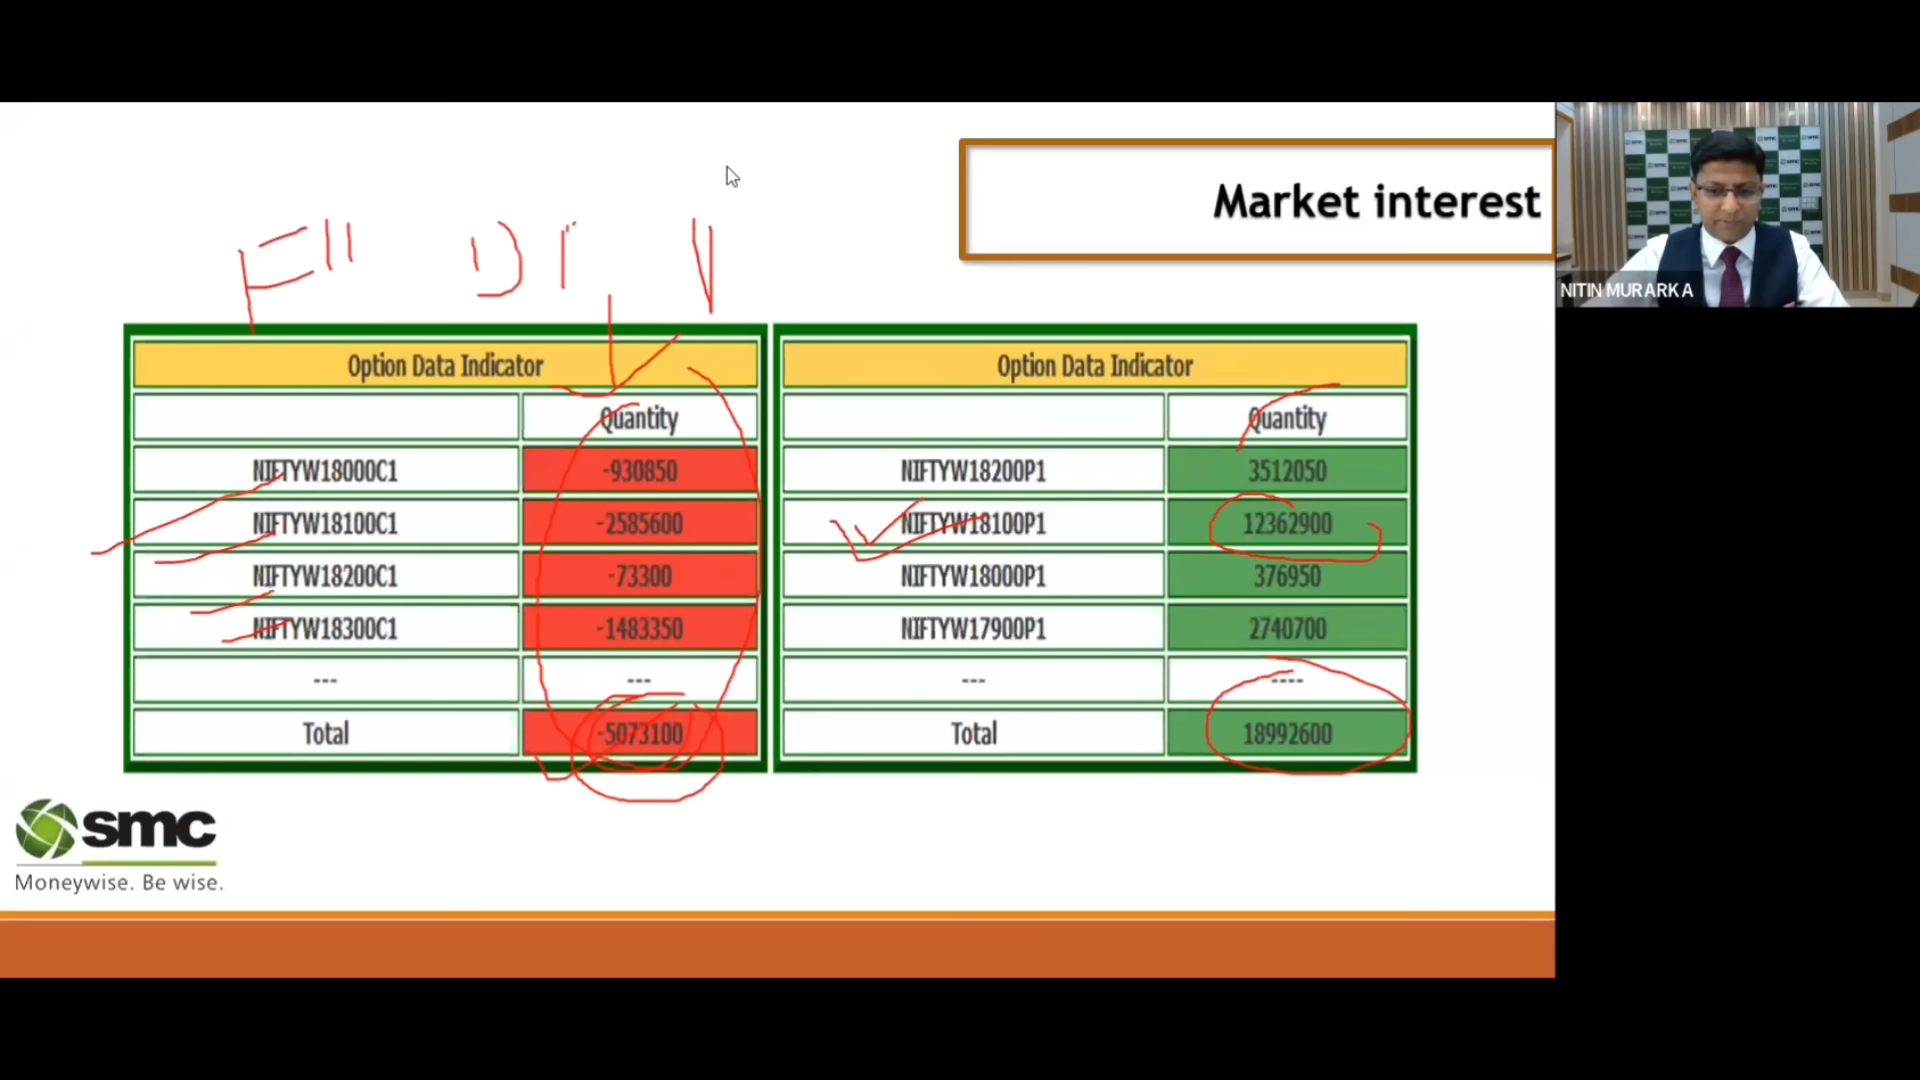 Market interest
NITIN MURARKA
FII DI
Option Data Indicator
Quantity
NIFTYW18000C1 -930850
NIFTYW18100C1 -2585600
NIFTYW18200C1 -73300
NIFTYW18300C1 -1483350
--- ---
Total -5073100
Option Data Indicator
Quantity
NIFTYW18200P1 3512050
NIFTYW18100P1 12362900
NIFTYW18000P1 376950
NIFTYW17900P1 2740700
--- ----
Total 18992600
smc
Moneywise. Be wise.